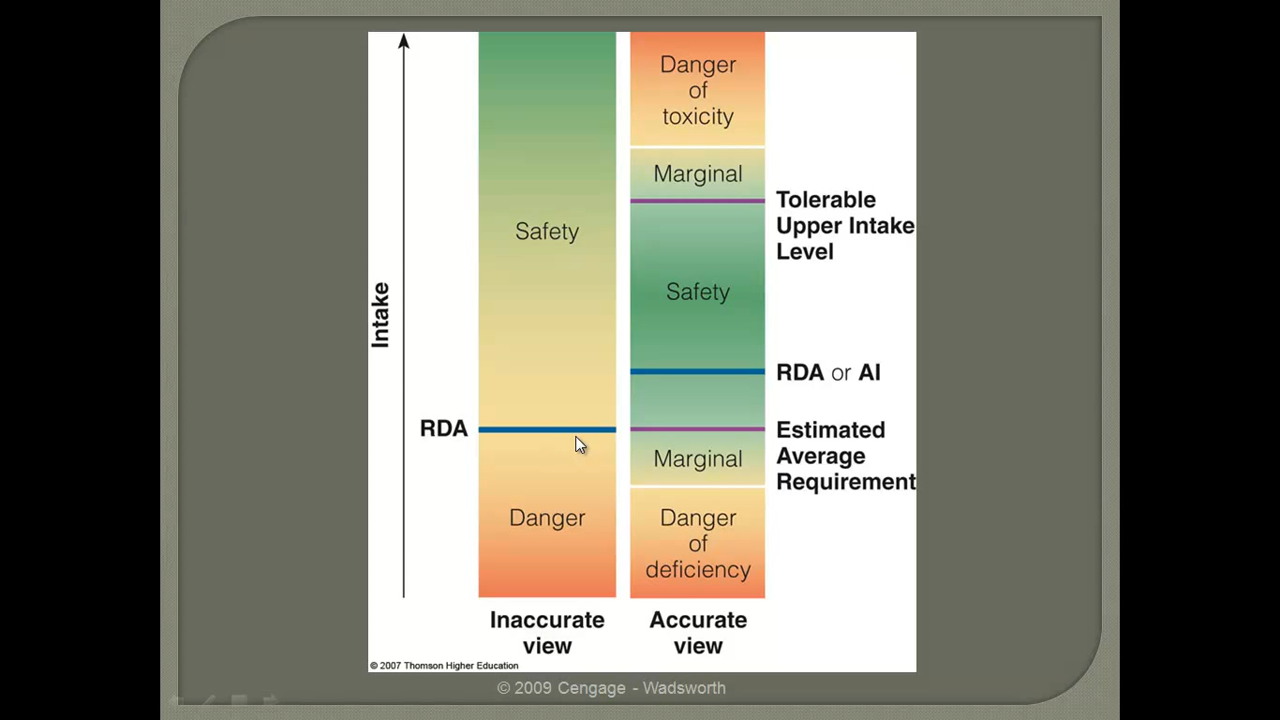 Danger
of
toxicity
Marginal
Tolerable
Upper Intake
Level
Safety
Safety
Intake
RDA or AI
RDA
Estimated
Average
Requirement
Marginal
Danger
Danger
of
deficiency
Inaccurate
view
Accurate
view
© 2007 Thomson Higher Education
© 2009 Cengage - Wadsworth